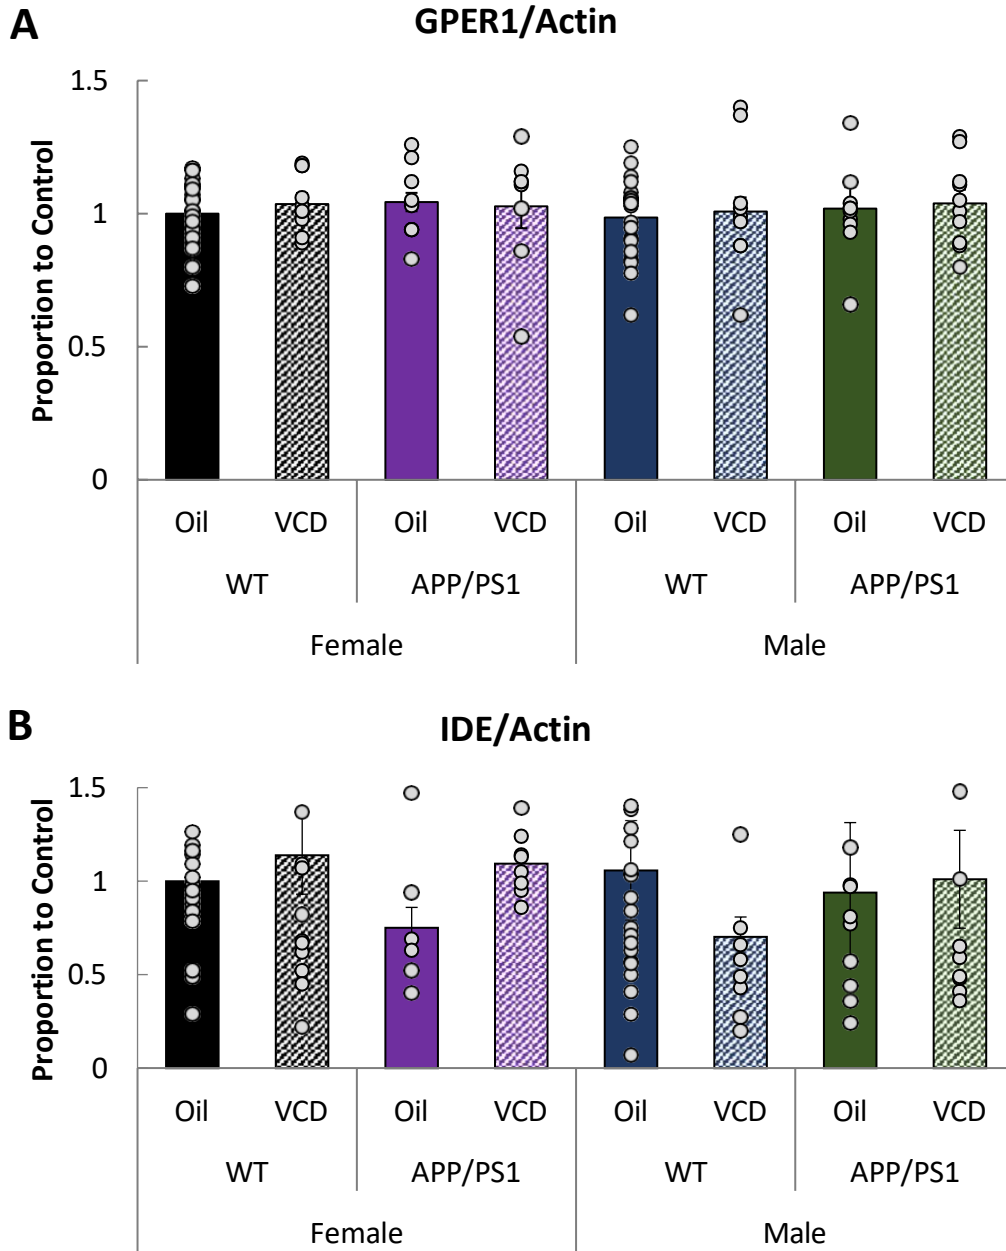 A
GPER1/Actin
Proportion to Control
1.5
1
0.5
0
Oil VCD Oil VCD Oil VCD Oil VCD
WT APP/PS1 WT APP/PS1
Female Male
B
IDE/Actin
Proportion to Control
1.5
1
0.5
0
Oil VCD Oil VCD Oil VCD Oil VCD
WT APP/PS1 WT APP/PS1
Female Male